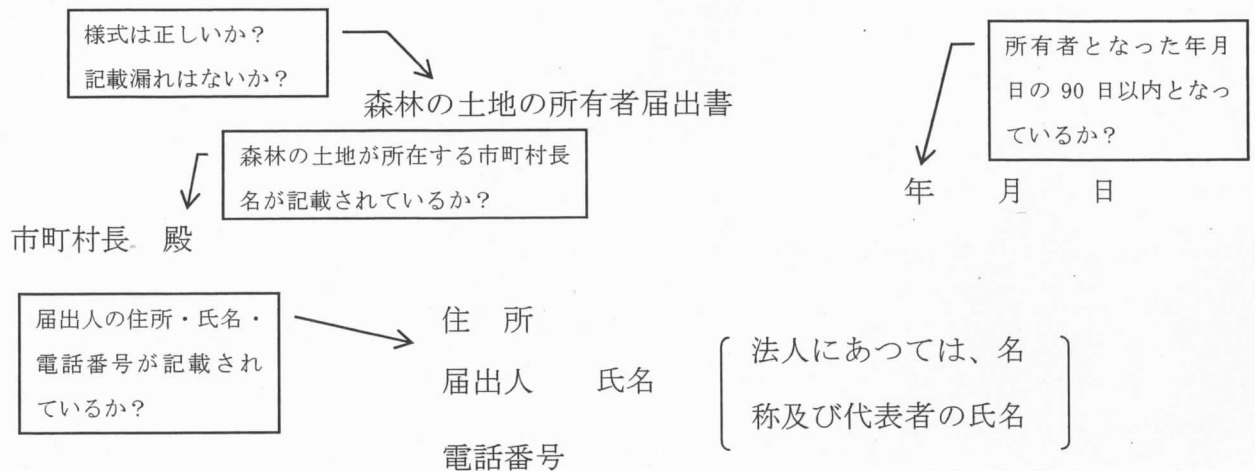 様式は正しいか？
記載漏れはないか？
森林の土地の所有者届出書
所有者となった年月
日の 90 日以内となっ
ているか？
森林の土地が所在する市町村長
名が記載されているか？
年　月　日
市町村長　殿
届出人の住所・氏名・
電話番号が記載され
ているか？
住　所
届出人　氏名
法人にあつては、名
称及び代表者の氏名
電話番号